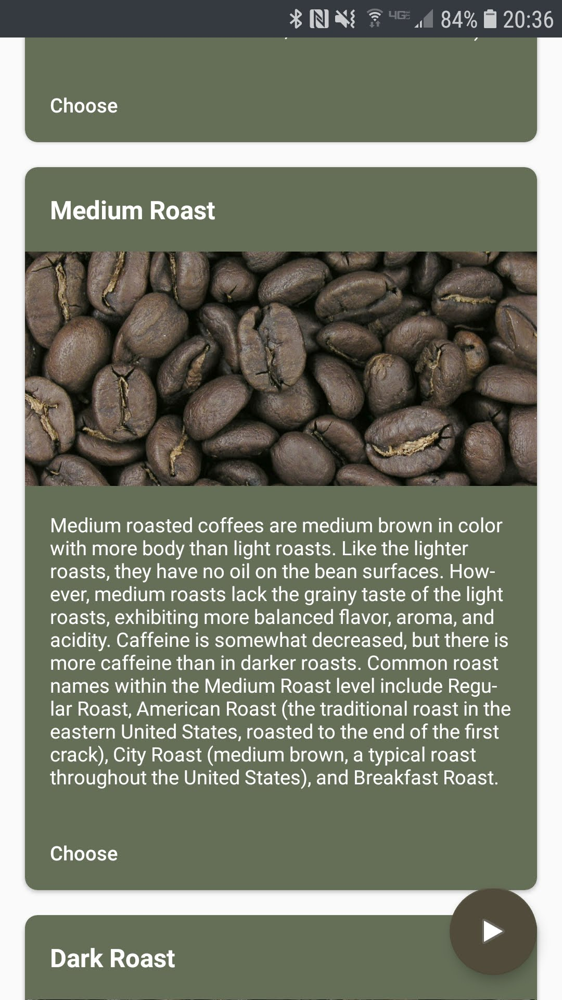 4G LTE 84% 20:36
Choose
Medium Roast
Medium roasted coffees are medium brown in color
with more body than light roasts. Like the lighter
roasts, they have no oil on the bean surfaces. How-
ever, medium roasts lack the grainy taste of the light
roasts, exhibiting more balanced flavor, aroma, and
acidity. Caffeine is somewhat decreased, but there is
more caffeine than in darker roasts. Common roast
names within the Medium Roast level include Regu-
lar Roast, American Roast (the traditional roast in the
eastern United States, roasted to the end of the first
crack), City Roast (medium brown, a typical roast
throughout the United States), and Breakfast Roast.
Choose
Dark Roast